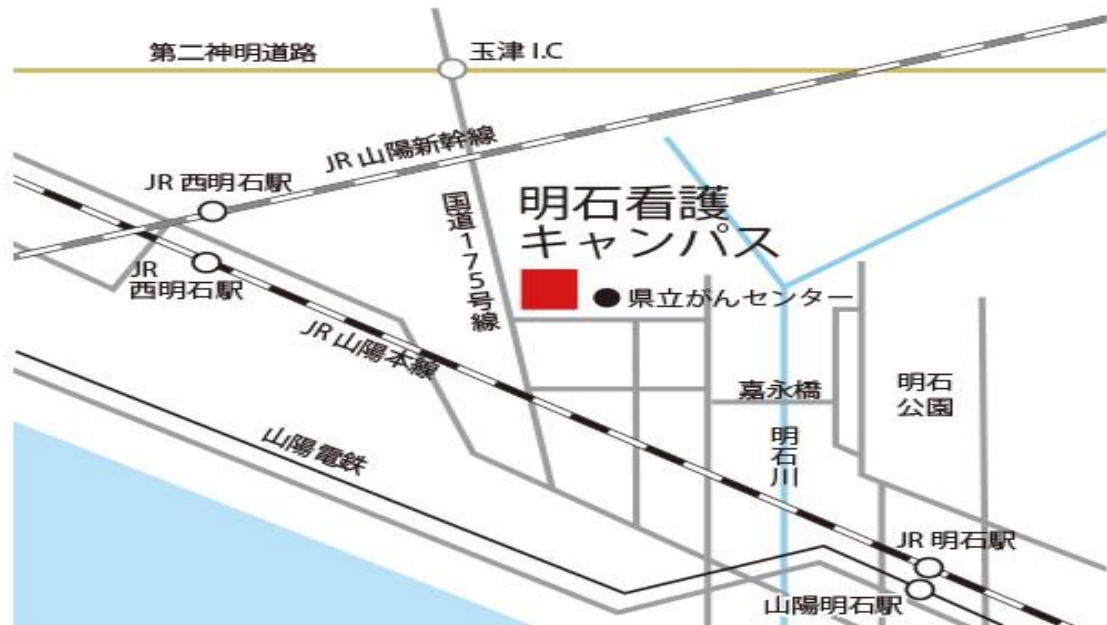 第二神明道路
玉津 I.C
JR 山陽新幹線
JR 西明石駅
国道175号線
明石看護
キャンパス
JR
西明石駅
県立がんセンター
JR 山陽本線
嘉永橋
明石
公園
山陽電鉄
明石川
JR 明石駅
山陽明石駅